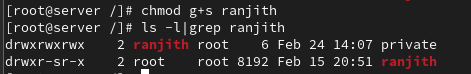 [root@server /]# chmod g+s ranjith
[root@server /]# ls -l|grep ranjith
drwxrwxrwx    2 ranjith root    6 Feb 24 14:07 private
drwxr-sr-x    2 root    root 8192 Feb 15 20:51 ranjith